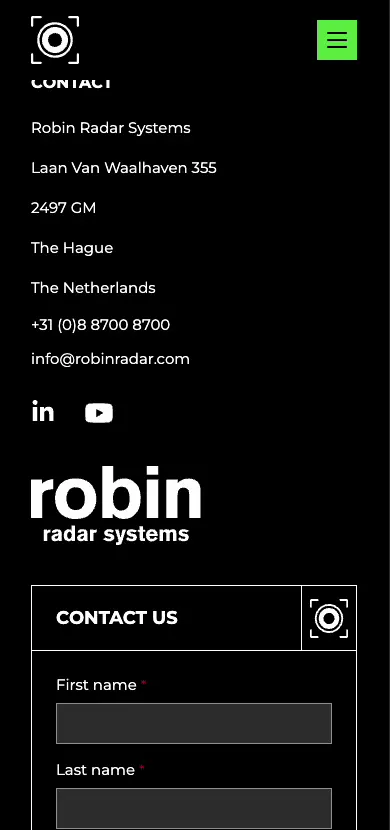 CONTACT
Robin Radar Systems
Laan Van Waalhaven 355
2497 GM
The Hague
The Netherlands
+31 (0)8 8700 8700
info@robinradar.com
in
robin
radar systems
CONTACT US
First name *
Last name *